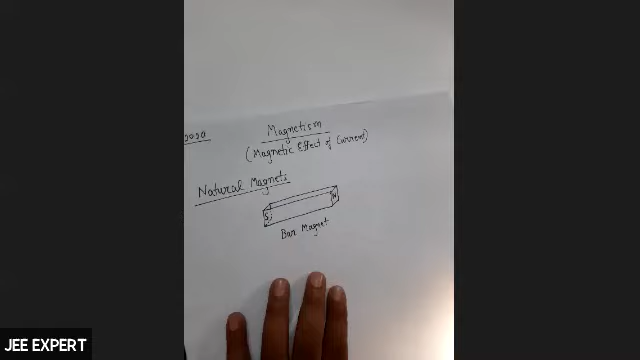 Magnetism
(Magnetic Effect of Current)
Natural Magnets
S
N
Bar Magnet
JEE EXPERT